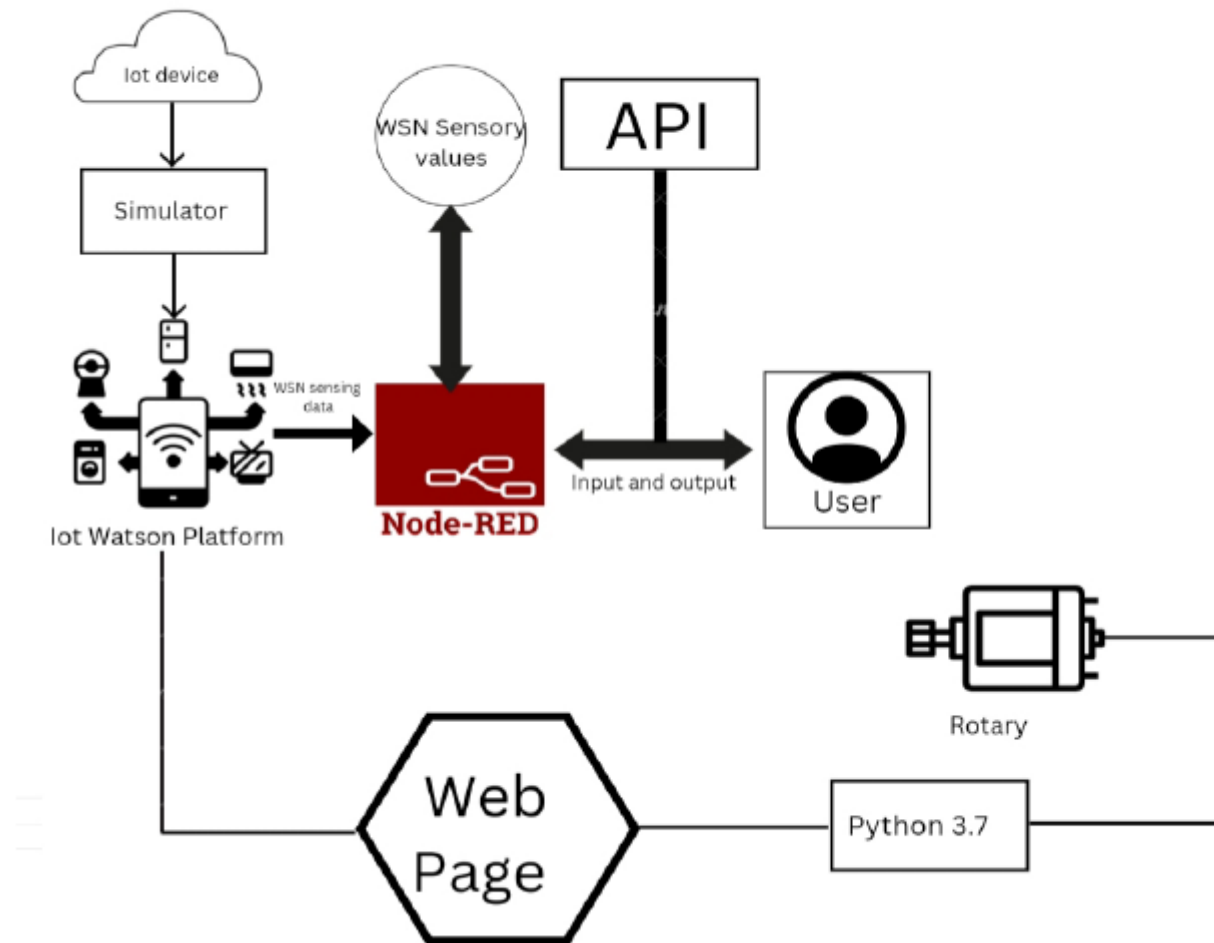 Iot device
Simulator
WSN Sensory
values
API
WSN sensing
data
Iot Watson Platform
Node-RED
Input and output
User
Rotary
Web
Page
Python 3.7